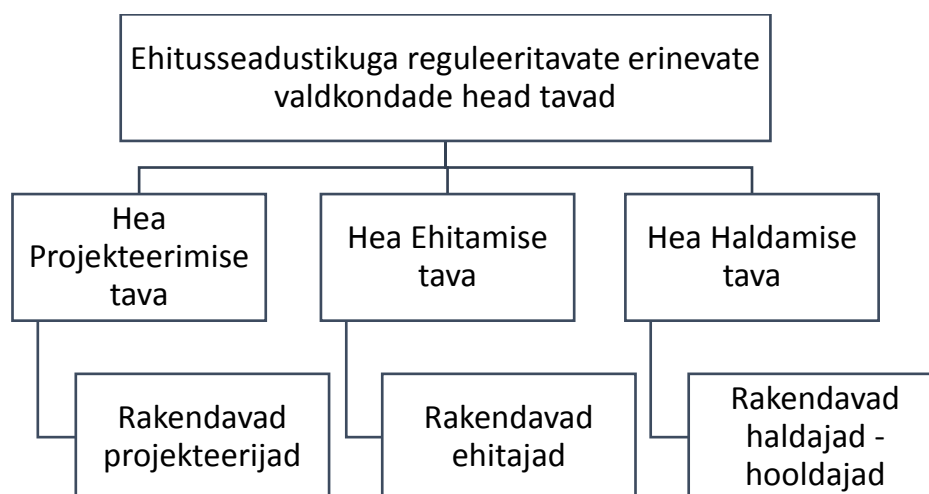 Ehitusseadustikuga reguleeritavate erinevate
valdkondade head tavad
Hea
Projekteerimise
tava
Hea Ehitamise
tava
Hea Haldamise
tava
Rakendavad
projekteerijad
Rakendavad
ehitajad
Rakendavad
haldajad -
hooldajad